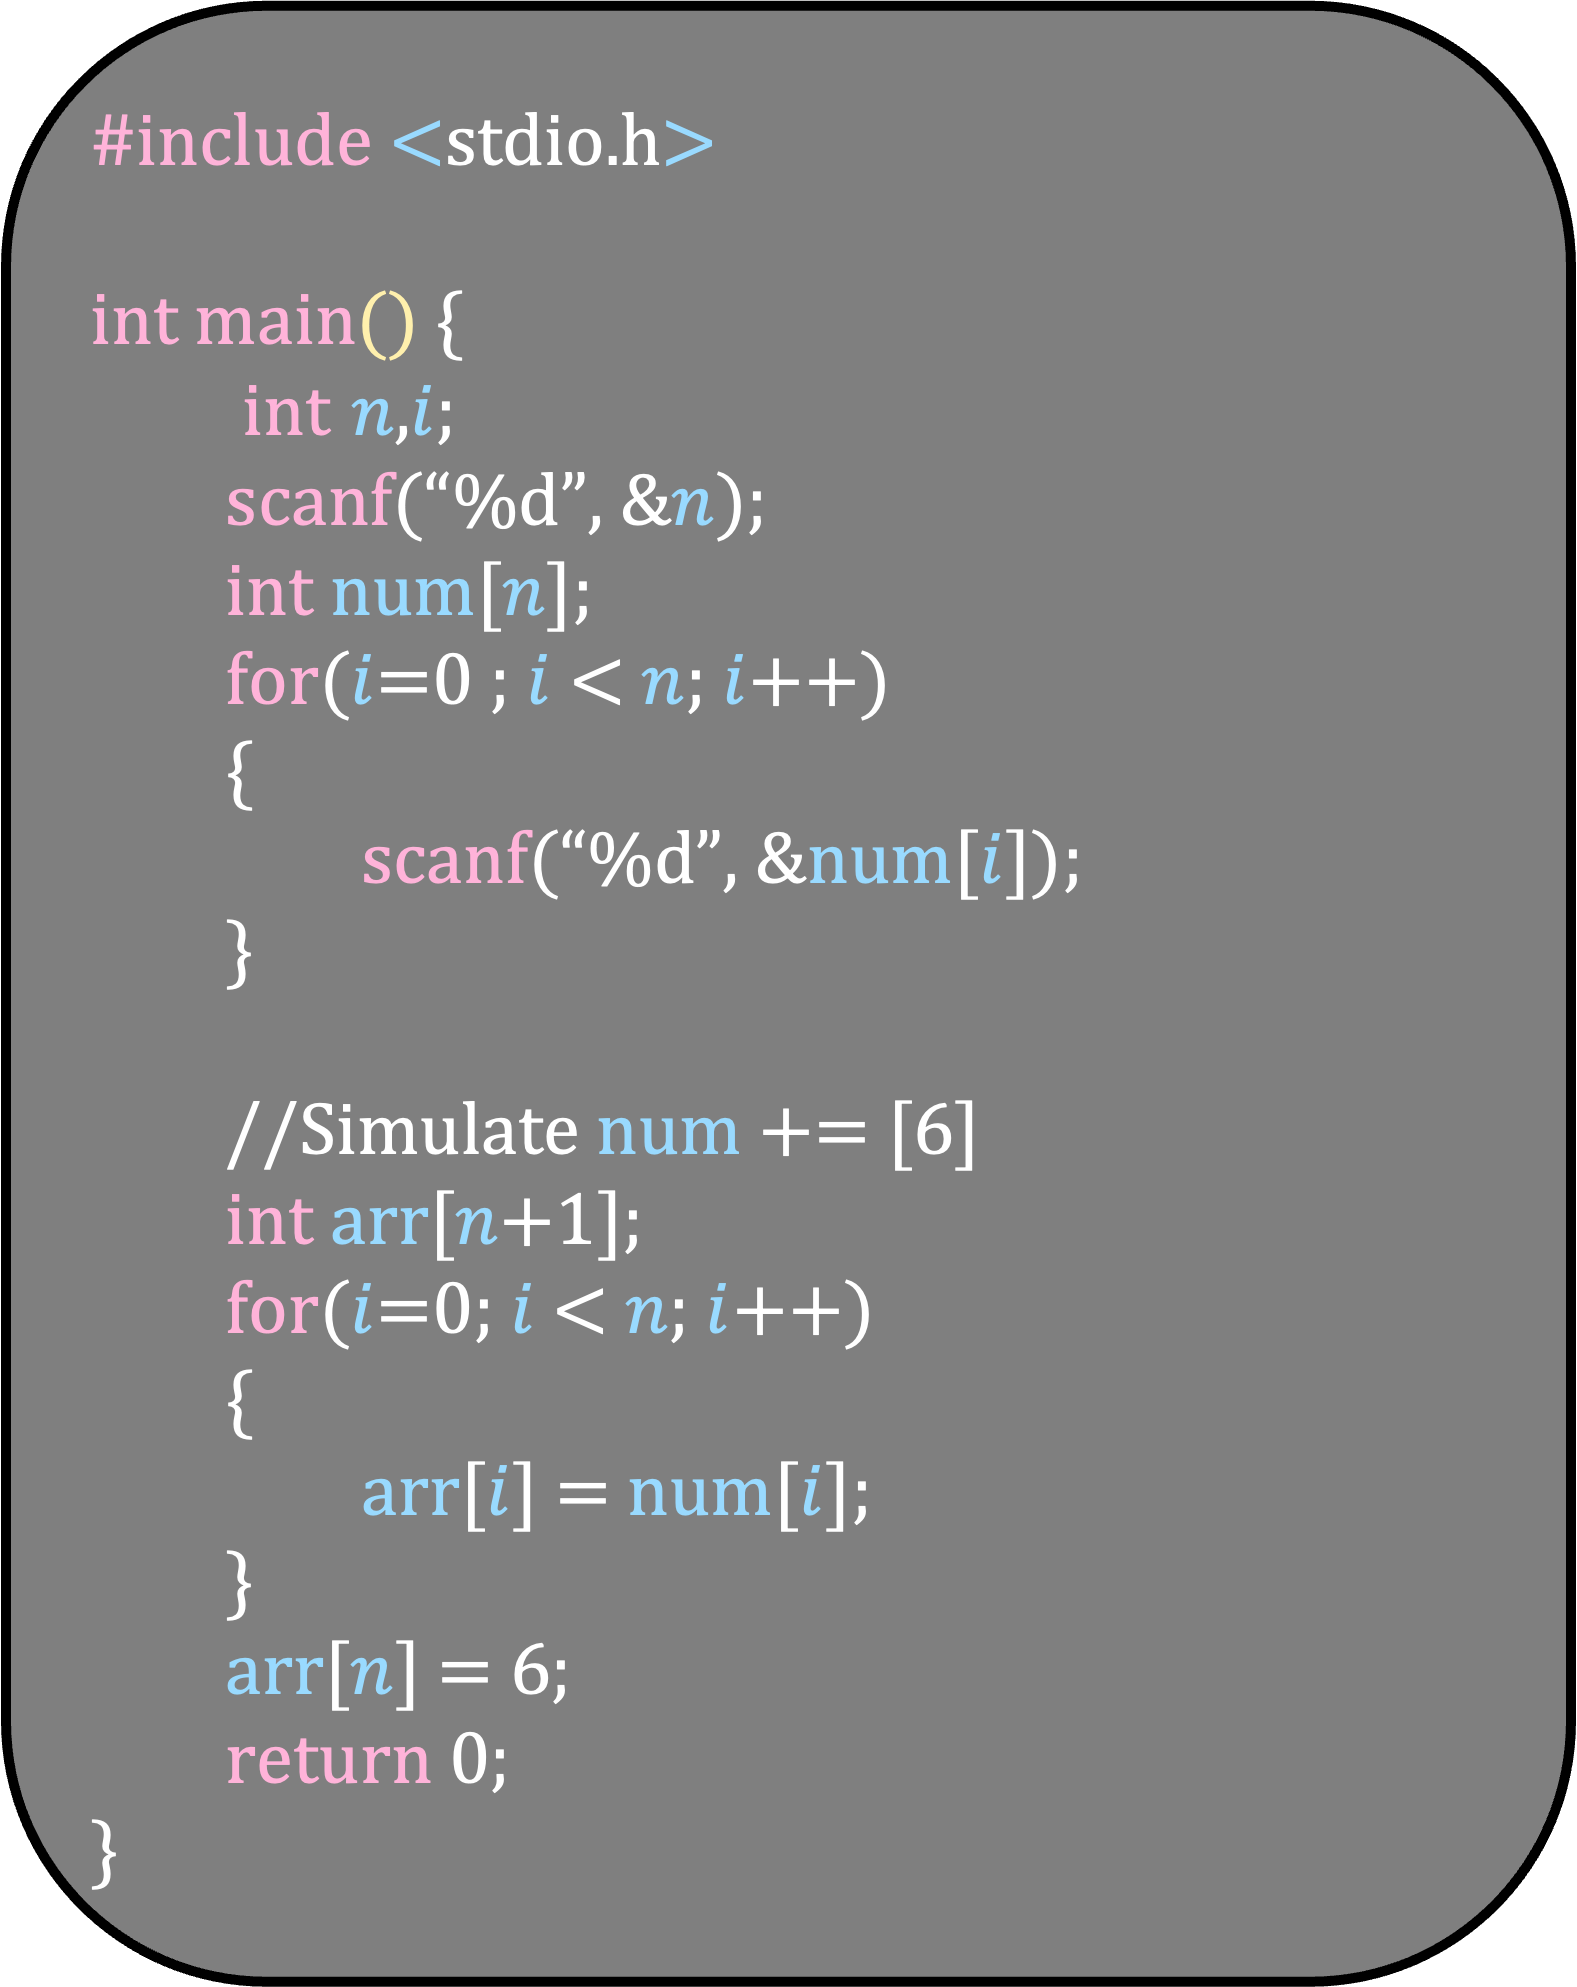 #include <stdio.h>
int main() {
int n,i;
scanf(“%d”, &n);
int num[n];
for(i=0 ; i < n; i++)
{
scanf(“%d”, &num[i]);
}
//Simulate num += [6]
int arr[n+1];
for(i=0; i < n; i++)
{
arr[i] = num[i];
}
arr[n] = 6;
return 0;
}